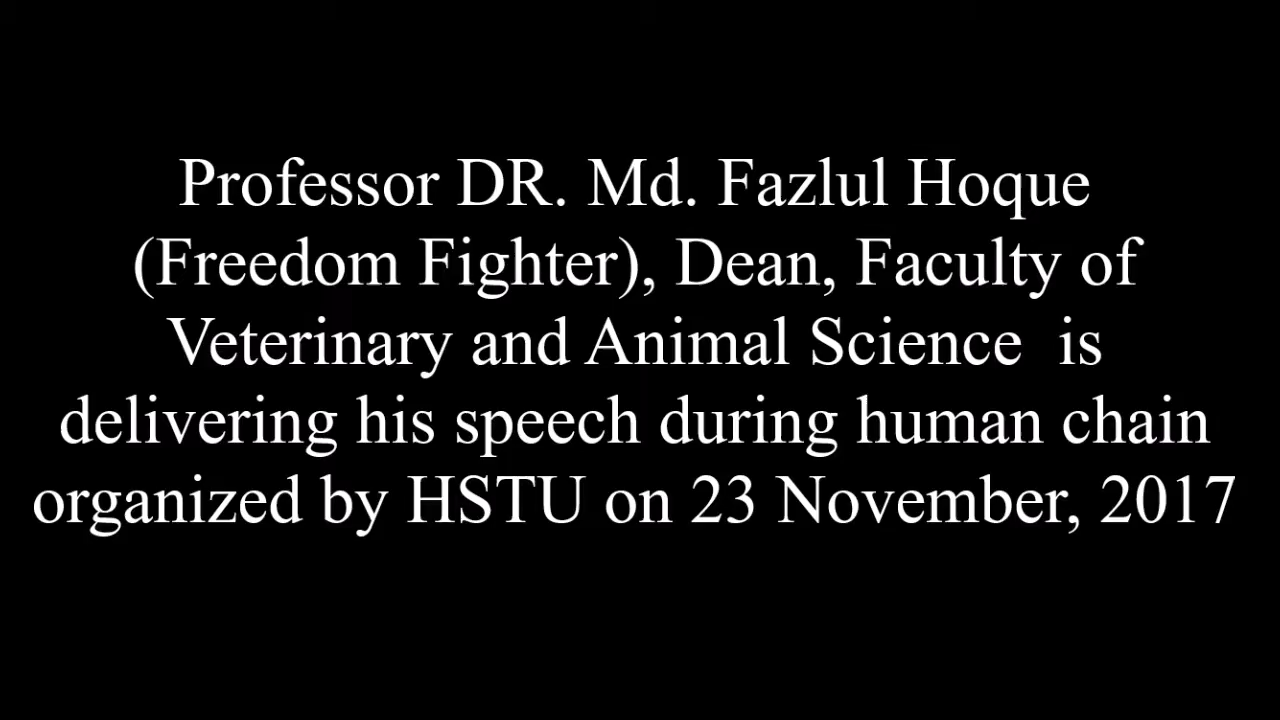 Professor DR. Md. Fazlul Hoque
(Freedom Fighter), Dean, Faculty of
Veterinary and Animal Science  is
delivering his speech during human chain
organized by HSTU on 23 November, 2017